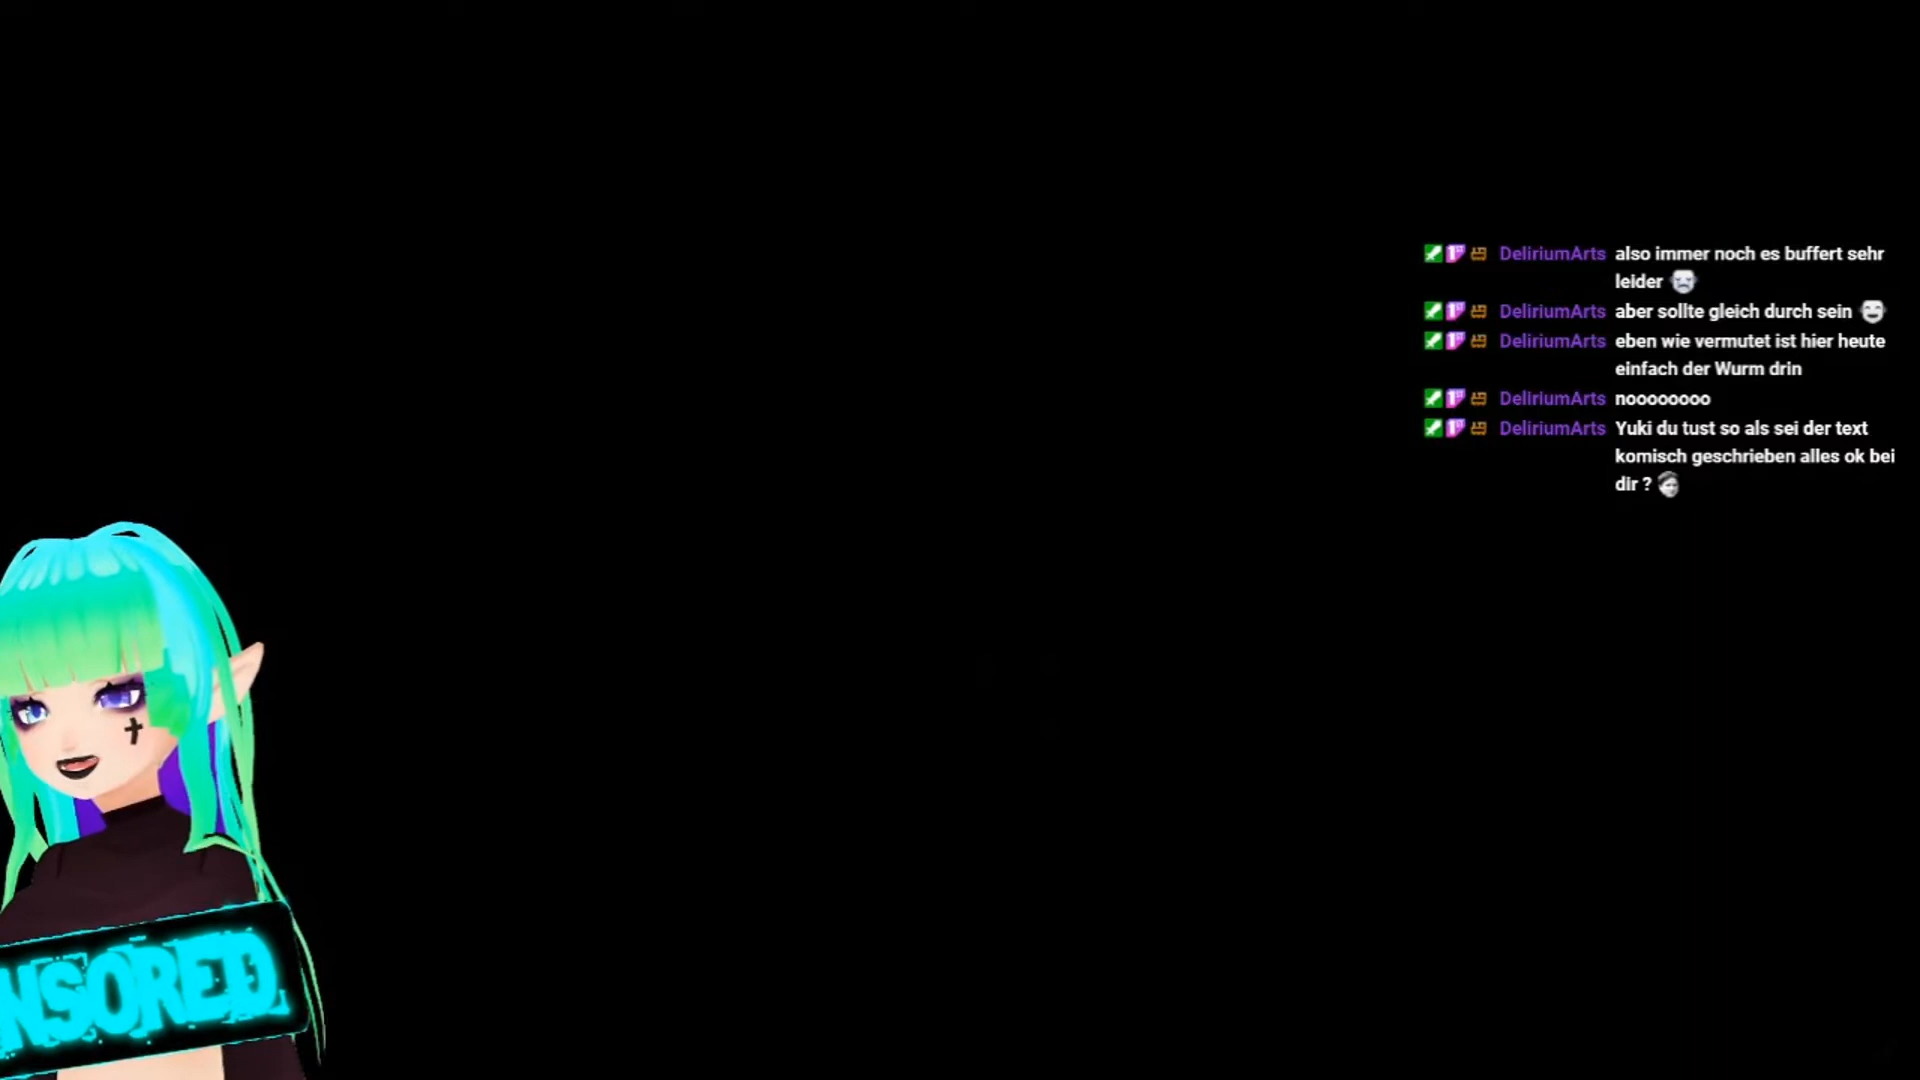 DeliriumArts also immer noch es buffert sehr
leider
DeliriumArts aber sollte gleich durch sein
DeliriumArts eben wie vermutet ist hier heute
einfach der Wurm drin
DeliriumArts noooooooo
DeliriumArts Yuki du tust so als sei der text
komisch geschrieben alles ok bei
dir ?
NSORED